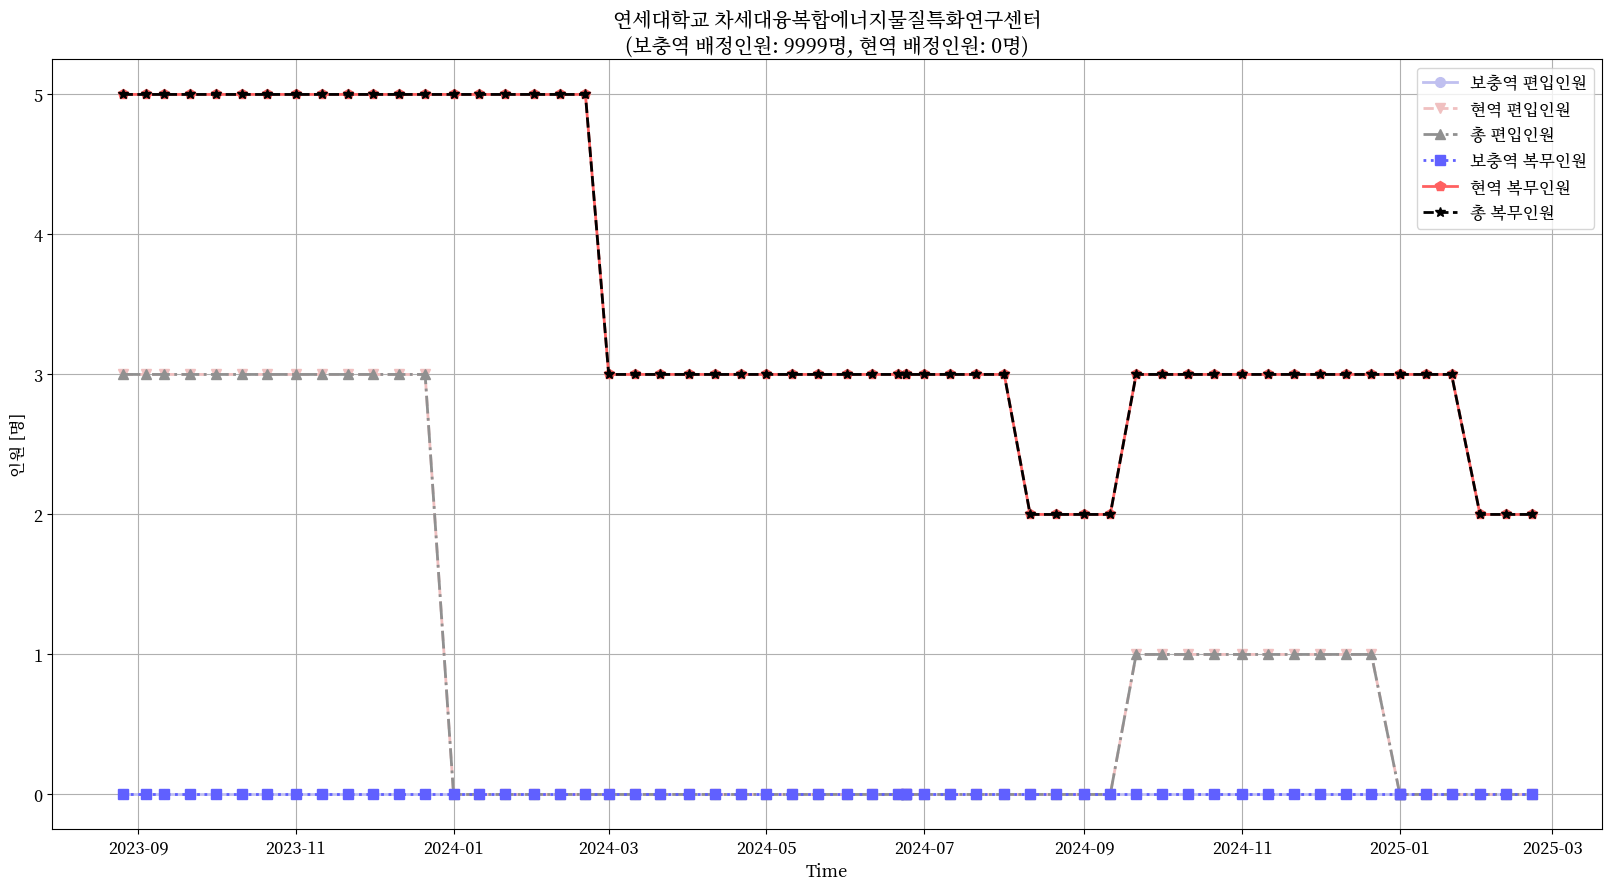 연세대학교 차세대융복합에너지물질특화연구센터
(보충역 배정인원: 9999명, 현역 배정인원: 0명)
보충역 편입인원
현역 편입인원
총 편입인원
보충역 복무인원
현역 복무인원
총 복무인원
5
4
3
2
1
0
인원 [명]
2023-09
2023-11
2024-01
2024-03
2024-05
2024-07
2024-09
2024-11
2025-01
2025-03
Time